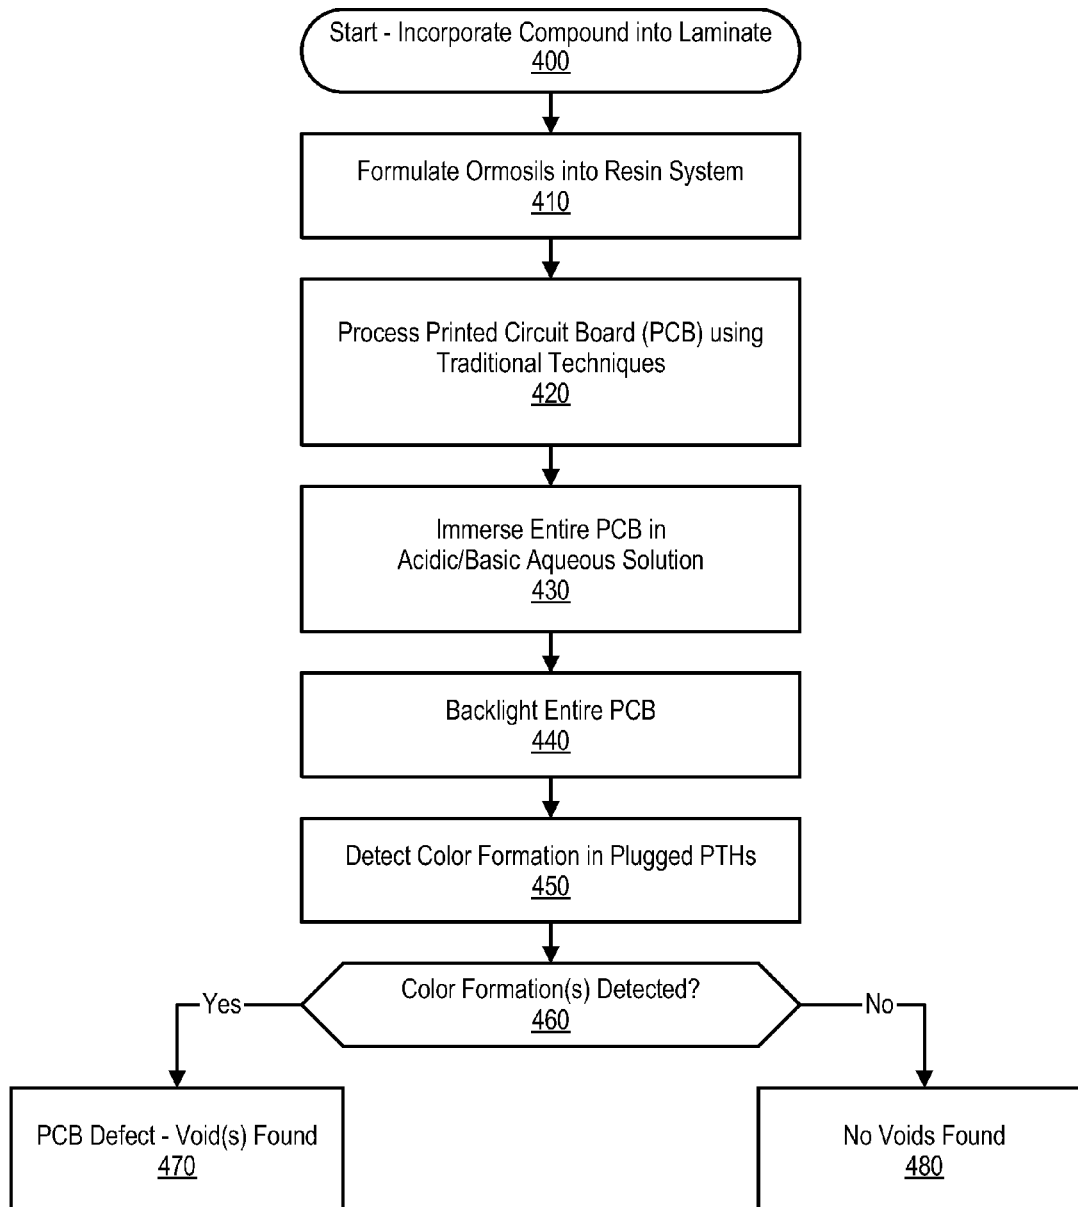 Start - Incorporate Compound into Laminate
400
Formulate Ormosils into Resin System
410
Process Printed Circuit Board (PCB) using
Traditional Techniques
420
Immerse Entire PCB in
Acidic/Basic Aqueous Solution
430
Backlight Entire PCB
440
Detect Color Formation in Plugged PTHs
450
Color Formation(s) Detected?
460
Yes
No
PCB Defect - Void(s) Found
470
No Voids Found
480